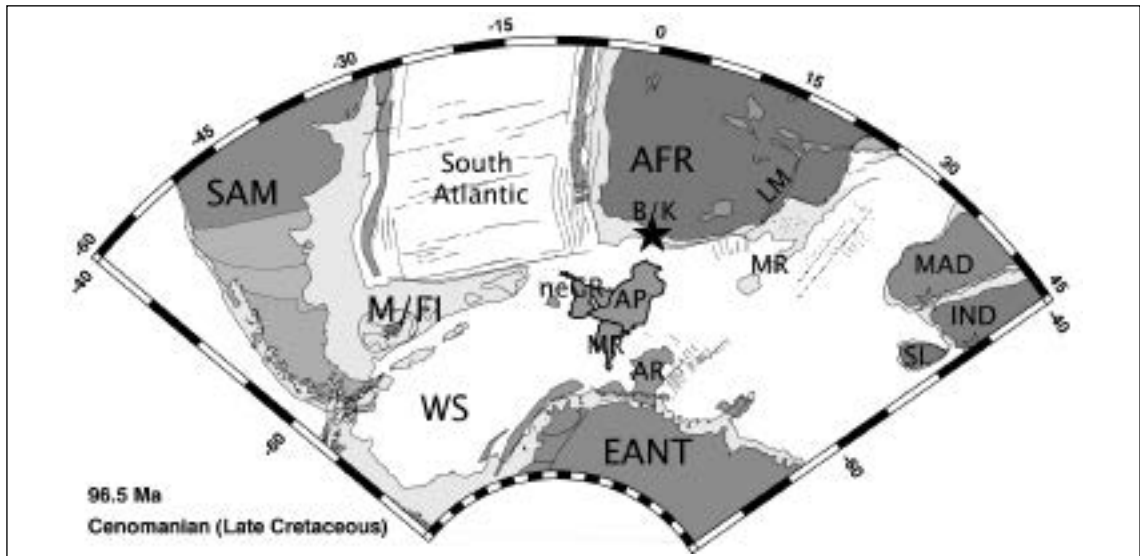 -60
-45
-30
-15
0
15
30
45
-40
-40
-60
-60
SAM
South
Atlantic
AFR
LM
B/K
MR
MAD
IND
SL
M/FI
neGR
AP
MR
AR
WS
EANT
96.5 Ma
Cenomanian (Late Cretaceous)